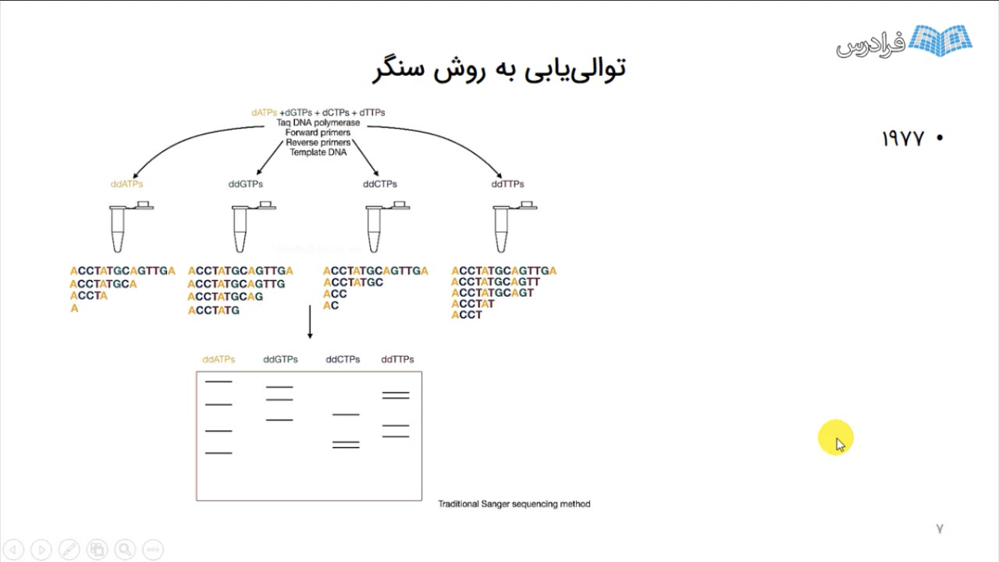 فرادرس
توالی‌یابی به روش سنگر
• ۱۹۷۷
dATPs +dGTPs + dCTPs + dTTPs
Taq DNA polymerase
Forward primers
Reverse primers
Template DNA
ddATPs ddGTPs ddCTPs ddTTPs
ACCTATGCAGTTGA ACCTATGCAGTTGA ACCTATGCAGTTGA ACCTATGCAGTTGA
ACCTATGCA ACCTATGCAGTTG ACCTATGC ACCTATGCAGTT
ACCTA ACCTATGCAG ACC ACCTATGCAGT
A ACCTATG AC ACCTAT
ACCT
ddATPs ddGTPs ddCTPs ddTTPs
Traditional Sanger sequencing method
۷